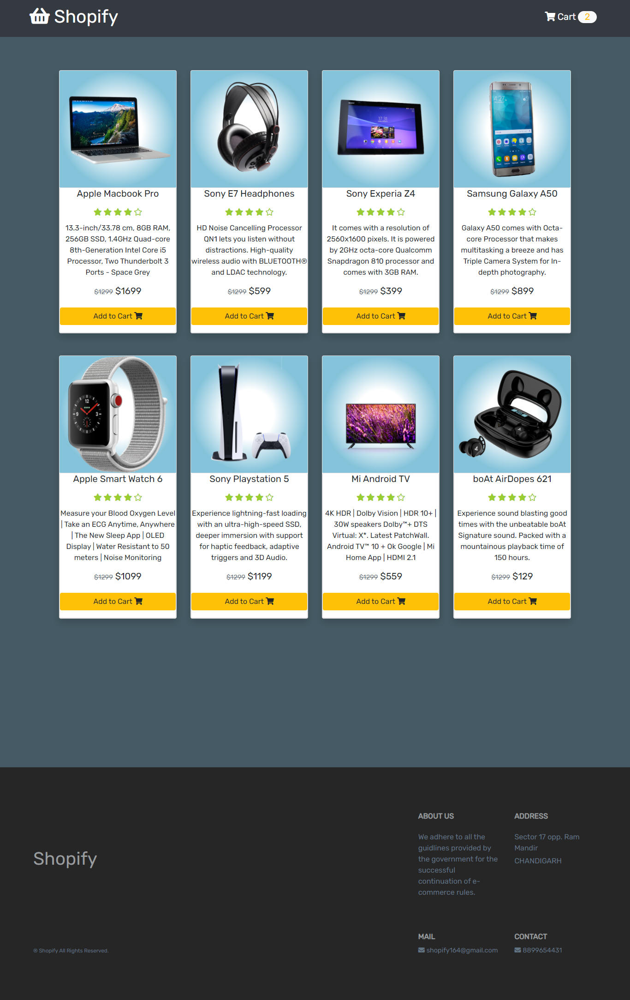 Shopify
Cart 2
Apple Macbook Pro
13.3-inch/33.78 cm, 8GB RAM,
256GB SSD, 1.4GHz Quad-core
8th-Generation Intel Core i5
Processor, Two Thunderbolt 3
Ports - Space Grey
$1299 $1699
Add to Cart
Sony E7 Headphones
HD Noise Cancelling Processor
QN1 lets you listen without
distractions. High-quality
wireless audio with BLUETOOTH®
and LDAC technology.
$1299 $599
Add to Cart
SONY
17:31
Sony Experia Z4
It comes with a resolution of
2560x1600 pixels. It is powered
by 2GHz octa-core Qualcomm
Snapdragon 810 processor and
comes with 3GB RAM.
$1299 $399
Add to Cart
4:27
Samsung Galaxy A50
Galaxy A50 comes with Octa-
core Processor that makes
multitasking a breeze and has
Triple Camera System for In-
depth photography.
$1299 $899
Add to Cart
12
9
3
6
Apple Smart Watch 6
Measure your Blood Oxygen Level
| Take an ECG Anytime, Anywhere
| The New Sleep App | OLED
Display | Water Resistant to 50
meters | Noise Monitoring
$1299 $1099
Add to Cart
Sony Playstation 5
Experience lightning-fast loading
with an ultra-high-speed SSD,
deeper immersion with support
for haptic feedback, adaptive
triggers and 3D Audio.
$1299 $1199
Add to Cart
Mi Android TV
4K HDR | Dolby Vision | HDR 10+ |
30W speakers Dolby™+ DTS
Virtual: X*. Latest PatchWall.
Android TV™ 10 + Ok Google | Mi
Home App | HDMI 2.1
$1299 $559
Add to Cart
boAt AirDopes 621
Experience sound blasting good
times with the unbeatable boAt
Signature sound. Packed with a
mountainous playback time of
150 hours.
$1299 $129
Add to Cart
Shopify
® Shopify All Rights Reserved.
ABOUT US
We adhere to all the
guidlines provided by
the government for the
successful
continuation of e-
commerce rules.
ADDRESS
Sector 17 opp. Ram
Mandir
CHANDIGARH
MAIL
shopify164@gmail.com
CONTACT
8899654431